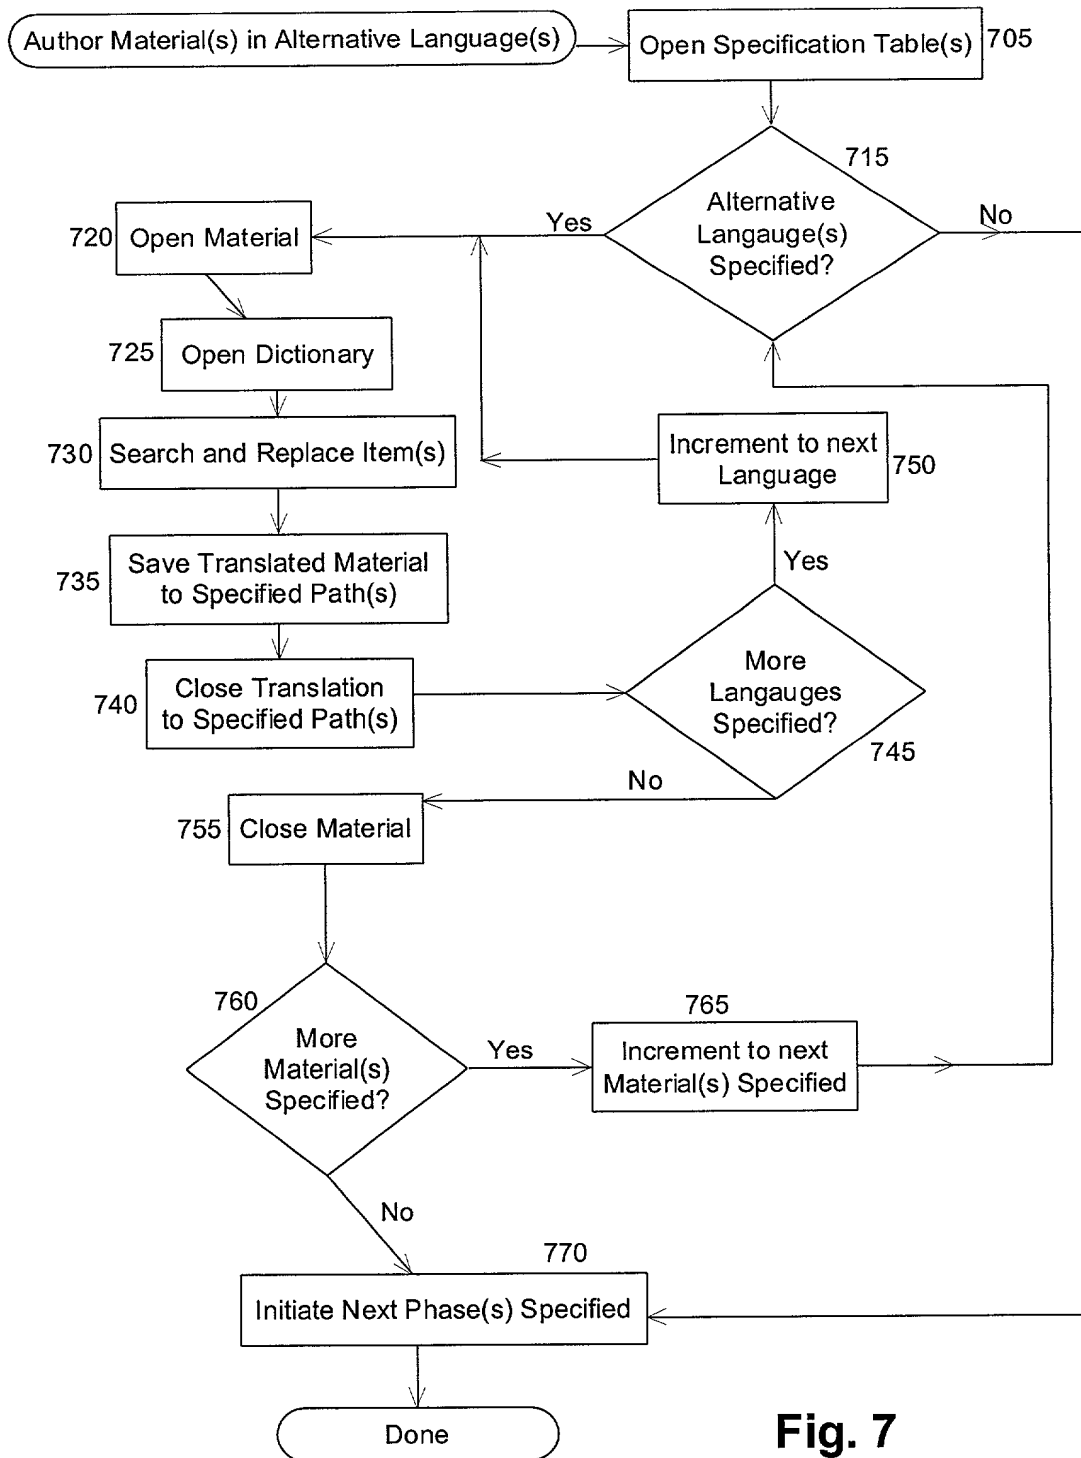 Author Material(s) in Alternative Language(s)
Open Specification Table(s)
705
715
Alternative
Langauge(s)
Specified?
Yes
No
720
Open Material
725
Open Dictionary
730
Search and Replace Item(s)
Increment to next
Language
750
735
Save Translated Material
to Specified Path(s)
Yes
740
Close Translation
to Specified Path(s)
More
Langauges
Specified?
745
No
755
Close Material
760
More
Material(s)
Specified?
Yes
765
Increment to next
Material(s) Specified
No
770
Initiate Next Phase(s) Specified
Done
Fig. 7